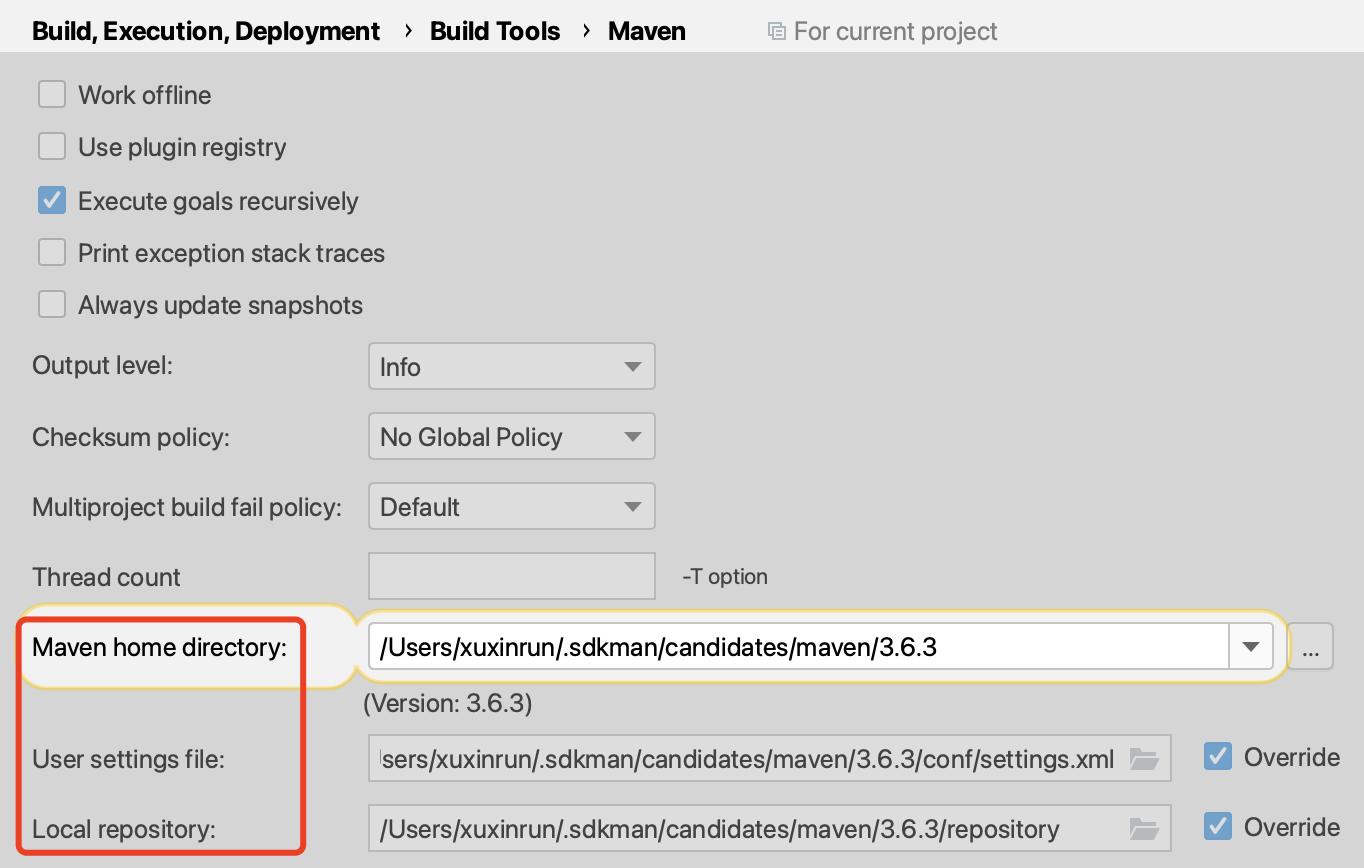 Build, Execution, Deployment › Build Tools › Maven For current project
Work offline
Use plugin registry
Execute goals recursively
Print exception stack traces
Always update snapshots
Output level: Info
Checksum policy: No Global Policy
Multiproject build fail policy: Default
Thread count -T option
Maven home directory: /Users/xuxinrun/.sdkman/candidates/maven/3.6.3 ...
(Version: 3.6.3)
User settings file: sers/xuxinrun/.sdkman/candidates/maven/3.6.3/conf/settings.xml Override
Local repository: /Users/xuxinrun/.sdkman/candidates/maven/3.6.3/repository Override